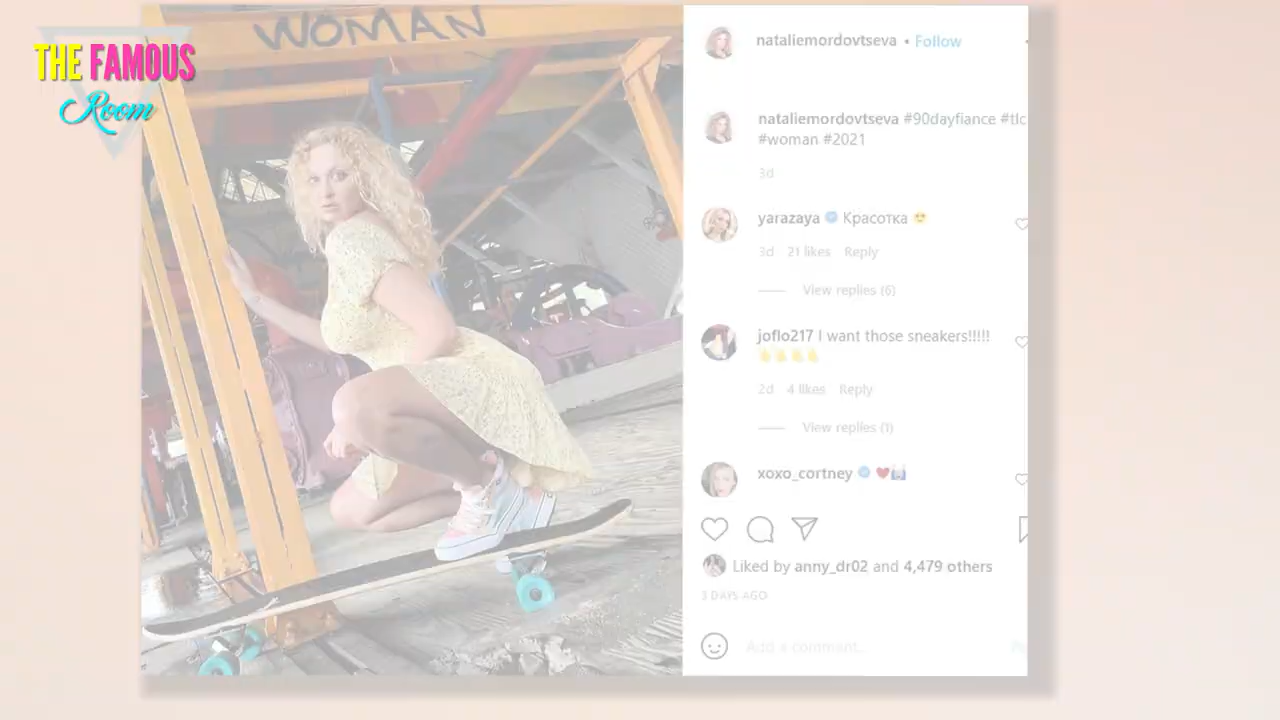 WOMAN
THE FAMOUS
Room
nataliemordovtseva • Follow
nataliemordovtseva #90dayfiance #tlc
#woman #2021
3d
yarazaya Красотка 😍
3d 21 likes Reply
View replies (6)
joflo217 I want those sneakers!!!!!
👆👆👆👆
2d 4 likes Reply
View replies (1)
xoxo_cortney ❤️🙌
Liked by anny_dr02 and 4,479 others
3 DAYS AGO
Add a comment...